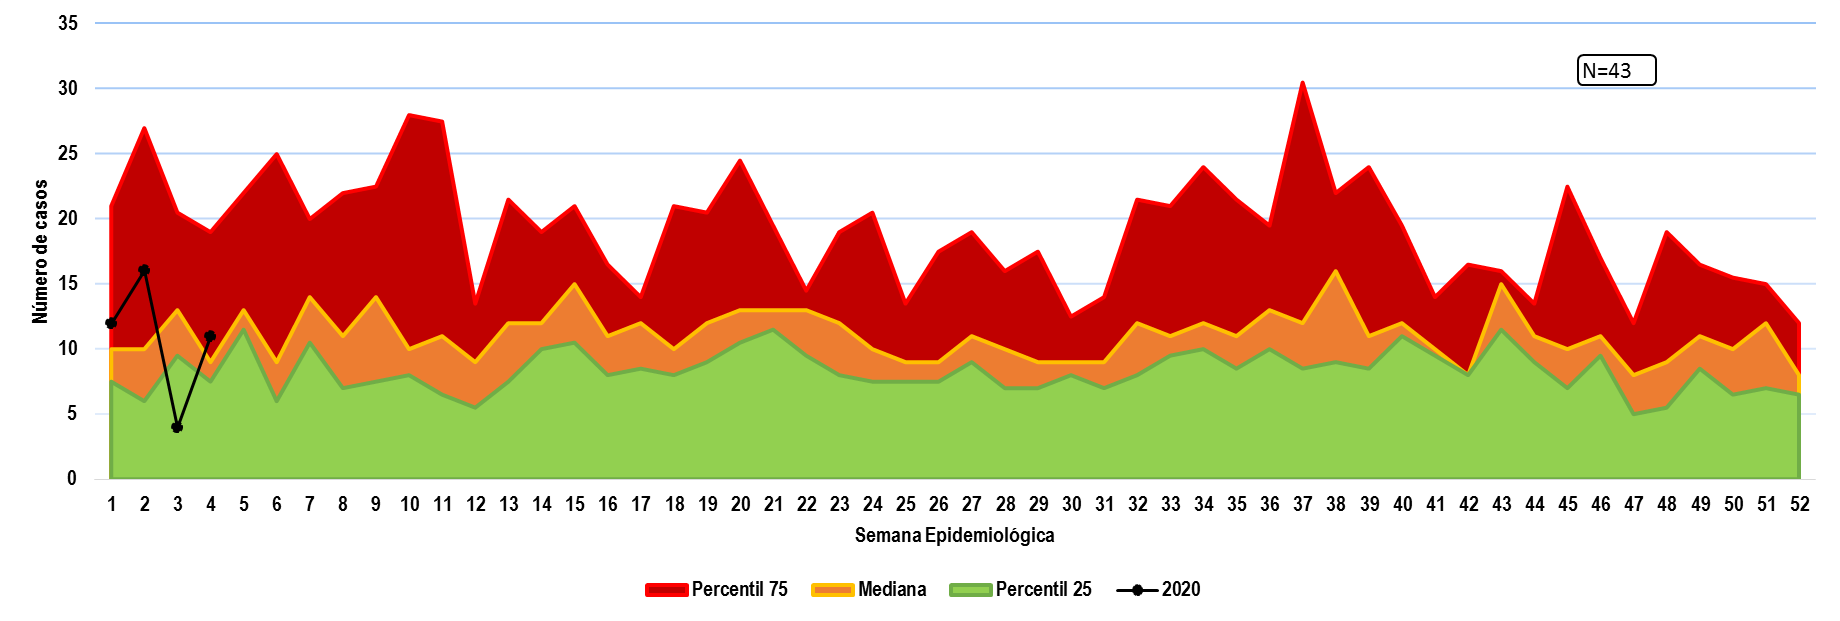 35
N=43
30
25
20
15
10
5
0
Número de casos
1 2 3 4 5 6 7 8 9 10 11 12 13 14 15 16 17 18 19 20 21 22 23 24 25 26 27 28 29 30 31 32 33 34 35 36 37 38 39 40 41 42 43 44 45 46 47 48 49 50 51 52
Semana Epidemiológica
Percentil 75 Mediana Percentil 25 2020